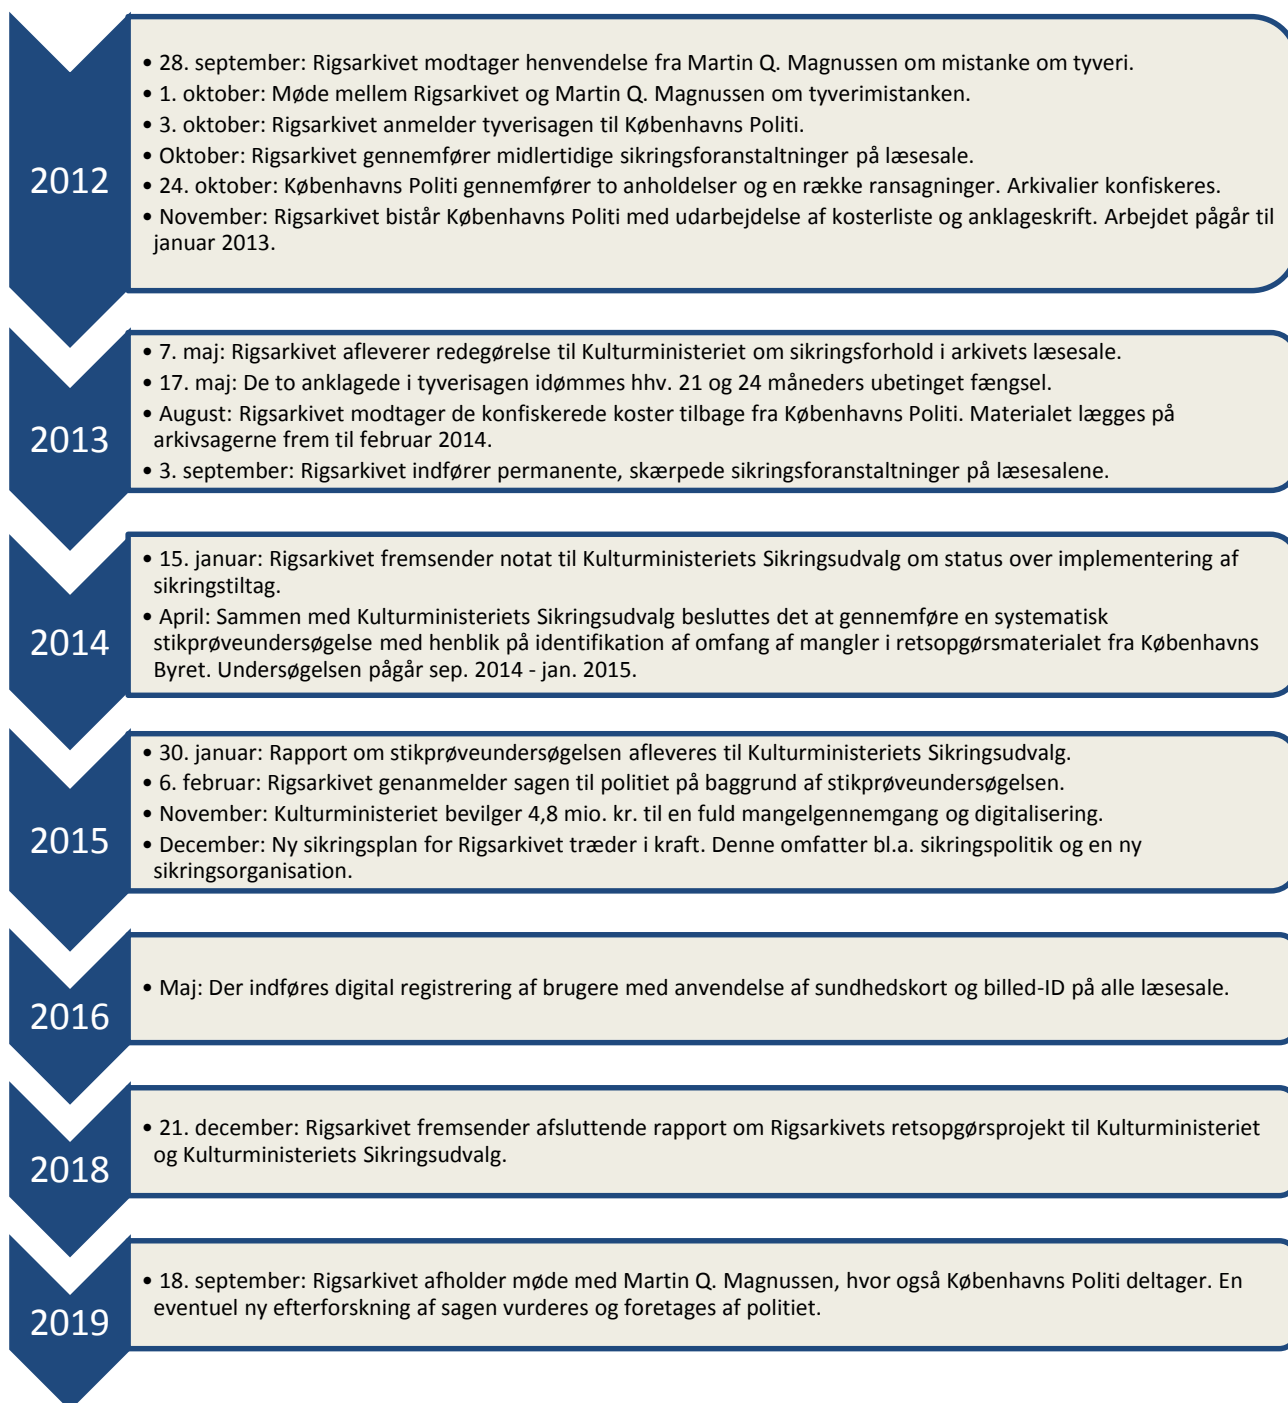 2012
• 28. september: Rigsarkivet modtager henvendelse fra Martin Q. Magnussen om mistanke om tyveri.
• 1. oktober: Møde mellem Rigsarkivet og Martin Q. Magnussen om tyverimistanken.
• 3. oktober: Rigsarkivet anmelder tyverisagen til Københavns Politi.
• Oktober: Rigsarkivet gennemfører midlertidige sikringsforanstaltninger på læsesale.
• 24. oktober: Københavns Politi gennemfører to anholdelser og en række ransagninger. Arkivalier konfiskeres.
• November: Rigsarkivet bistår Københavns Politi med udarbejdelse af kosterliste og anklageskrift. Arbejdet pågår til
januar 2013.
2013
• 7. maj: Rigsarkivet afleverer redegørelse til Kulturministeriet om sikringsforhold i arkivets læsesale.
• 17. maj: De to anklagede i tyverisagen idømmes hhv. 21 og 24 måneders ubetinget fængsel.
• August: Rigsarkivet modtager de konfiskerede koster tilbage fra Københavns Politi. Materialet lægges på
arkivsagerne frem til februar 2014.
• 3. september: Rigsarkivet indfører permanente, skærpede sikringsforanstaltninger på læsesalene.
2014
• 15. januar: Rigsarkivet fremsender notat til Kulturministeriets Sikringsudvalg om status over implementering af
sikringstiltag.
• April: Sammen med Kulturministeriets Sikringsudvalg besluttes det at gennemføre en systematisk
stikprøveundersøgelse med henblik på identifikation af omfang af mangler i retsopgørsmaterialet fra Københavns
Byret. Undersøgelsen pågår sep. 2014 - jan. 2015.
2015
• 30. januar: Rapport om stikprøveundersøgelsen afleveres til Kulturministeriets Sikringsudvalg.
• 6. februar: Rigsarkivet genanmelder sagen til politiet på baggrund af stikprøveundersøgelsen.
• November: Kulturministeriet bevilger 4,8 mio. kr. til en fuld mangelgennemgang og digitalisering.
• December: Ny sikringsplan for Rigsarkivet træder i kraft. Denne omfatter bl.a. sikringspolitik og en ny
sikringsorganisation.
2016
• Maj: Der indføres digital registrering af brugere med anvendelse af sundhedskort og billed-ID på alle læsesale.
2018
• 21. december: Rigsarkivet fremsender afsluttende rapport om Rigsarkivets retsopgørsprojekt til Kulturministeriet
og Kulturministeriets Sikringsudvalg.
2019
• 18. september: Rigsarkivet afholder møde med Martin Q. Magnussen, hvor også Københavns Politi deltager. En
eventuel ny efterforskning af sagen vurderes og foretages af politiet.